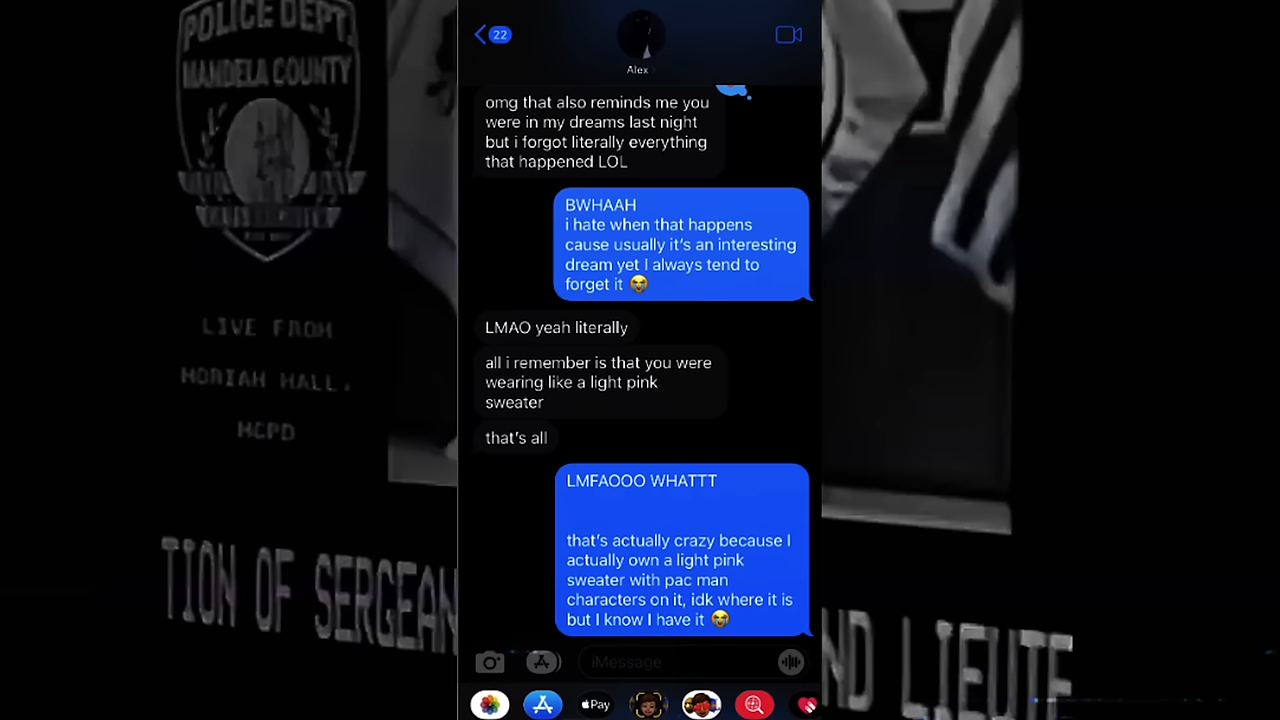 POLICE DEPT.
MANDELA COUNTY
LIVE FROM
MORIAH HALL,
MCPD
TION OF SERGEAN
22
Alex
omg that also reminds me you
were in my dreams last night
but i forgot literally everything
that happened LOL
BWHAAH
i hate when that happens
cause usually it's an interesting
dream yet I always tend to
forget it 😭
LMAO yeah literally
all i remember is that you were
wearing like a light pink
sweater
that's all
LMFAOOO WHATTT
that's actually crazy because I
actually own a light pink
sweater with pac man
characters on it, idk where it is
but I know I have it 😭
iMessage
Pay
ND LIEUTE